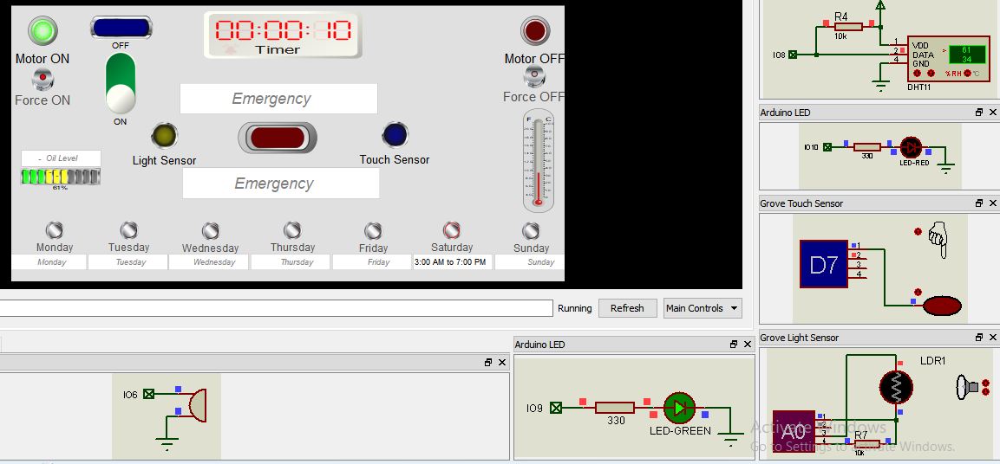 00:00:10
Timer
OFF
ON
Motor ON
Force ON
Motor OFF
Force OFF
Emergency
F C
Light Sensor
Touch Sensor
- Oil Level
61%
Emergency
Monday Tuesday Wednesday Thursday Friday Saturday Sunday
Monday Tuesday Wednesday Thursday Friday 3:00 AM to 7:00 PM Sunday
Running Refresh Main Controls
IO6
Arduino LED
IO9
330
LED-GREEN
R4
10k
IO8
1 VDD
2 DATA
4 GND
> 61
34
%RH °C
DHT11
Arduino LED
IO10
330
LED-RED
Grove Touch Sensor
D7
1
2
3
4
Grove Light Sensor
LDR1
A0
1
2
3
4
R7
10k
Activate Windows
Go to Settings to activate Windows.